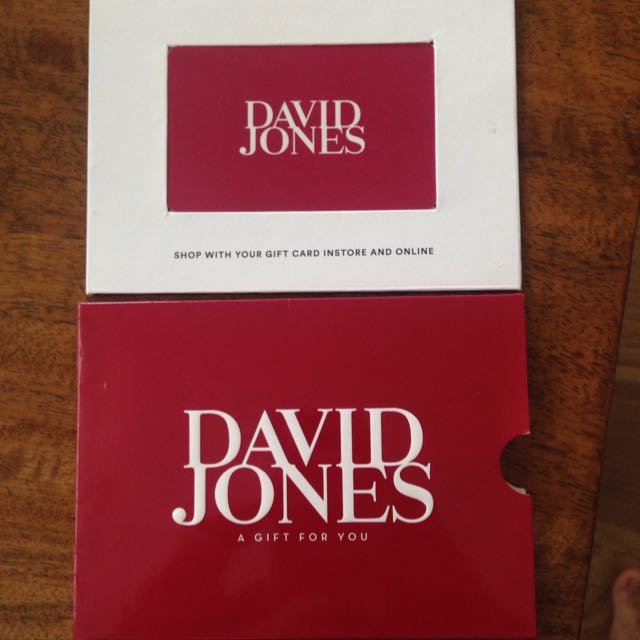 DAVID
JONES
SHOP WITH YOUR GIFT CARD INSTORE AND ONLINE
DAVID
JONES
A GIFT FOR YOU